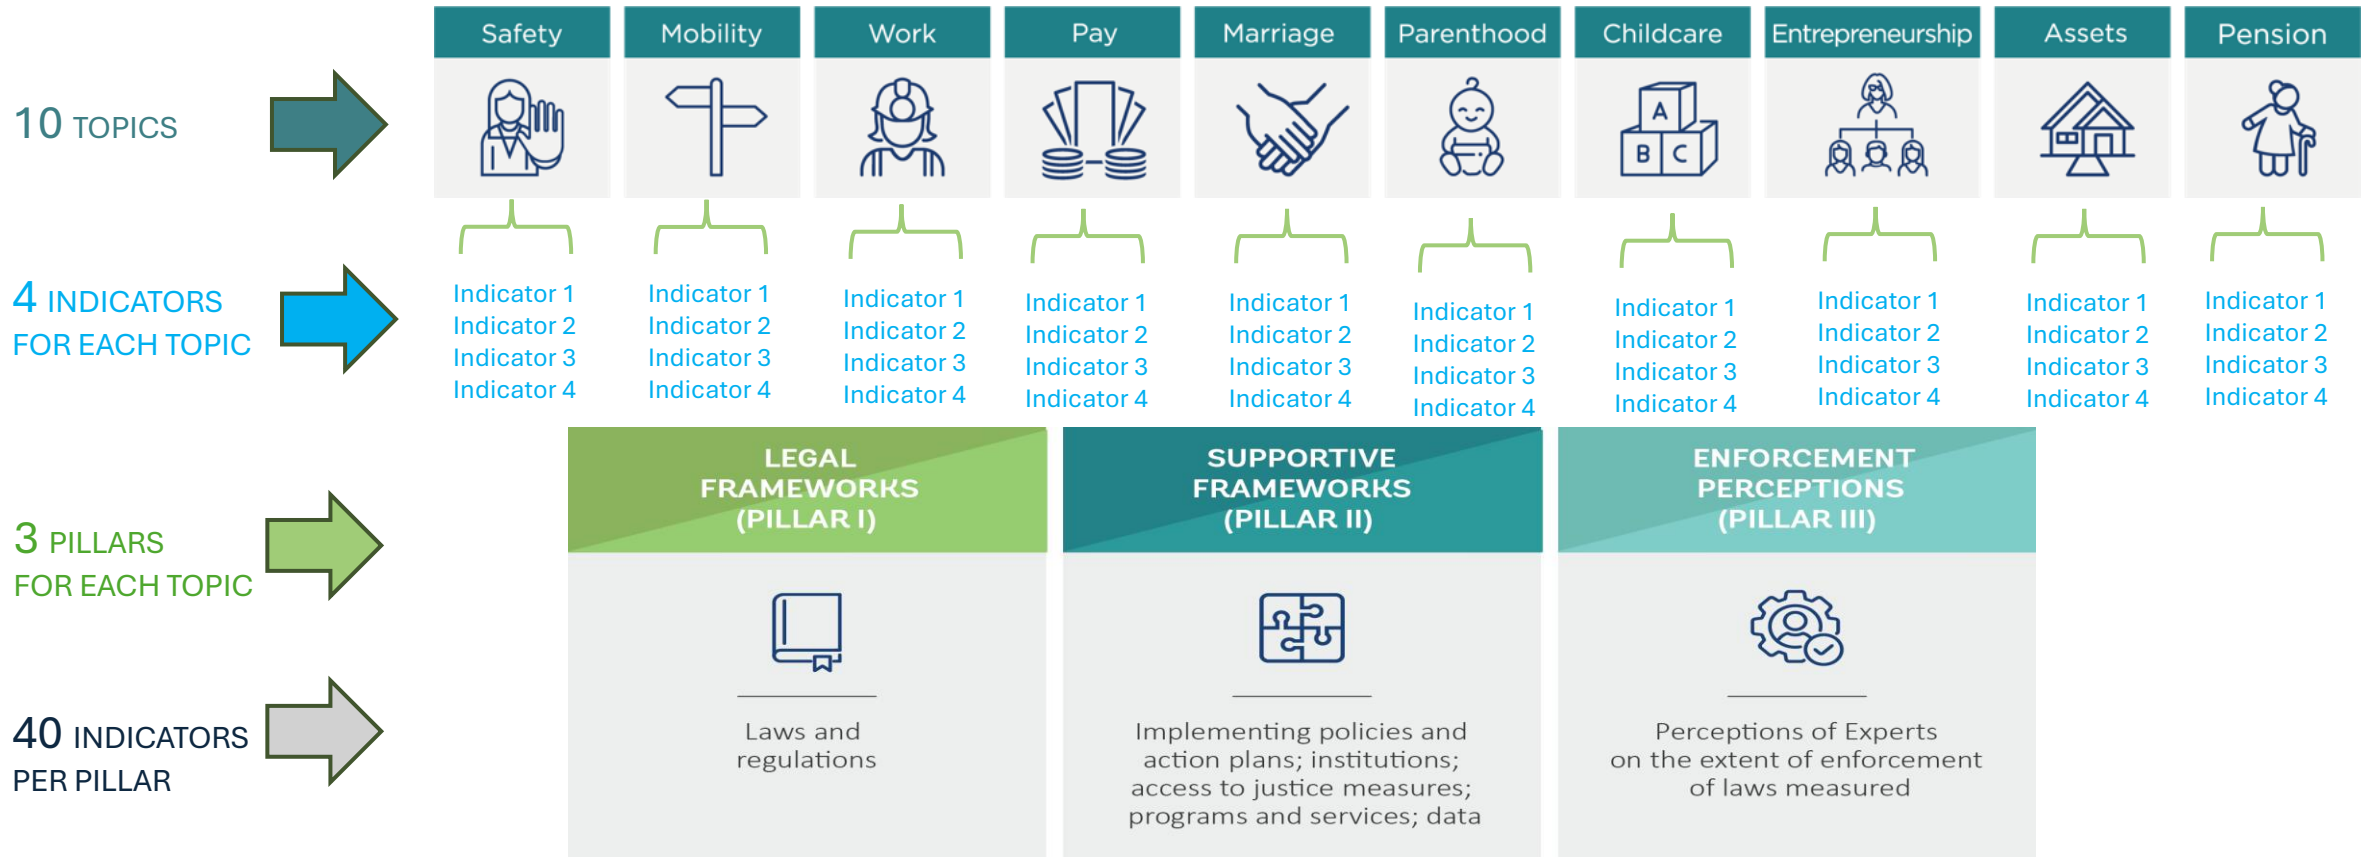 Safety
Mobility
Work
Pay
Marriage
Parenthood
Childcare
Entrepreneurship
Assets
Pension
10 TOPICS
A
B C
4 INDICATORS
FOR EACH TOPIC
Indicator 1
Indicator 2
Indicator 3
Indicator 4
Indicator 1
Indicator 2
Indicator 3
Indicator 4
Indicator 1
Indicator 2
Indicator 3
Indicator 4
Indicator 1
Indicator 2
Indicator 3
Indicator 4
Indicator 1
Indicator 2
Indicator 3
Indicator 4
Indicator 1
Indicator 2
Indicator 3
Indicator 4
Indicator 1
Indicator 2
Indicator 3
Indicator 4
Indicator 1
Indicator 2
Indicator 3
Indicator 4
Indicator 1
Indicator 2
Indicator 3
Indicator 4
Indicator 1
Indicator 2
Indicator 3
Indicator 4
3 PILLARS
FOR EACH TOPIC
40 INDICATORS
PER PILLAR
LEGAL
FRAMEWORKS
(PILLAR I)
Laws and
regulations
SUPPORTIVE
FRAMEWORKS
(PILLAR II)
Implementing policies and
action plans; institutions;
access to justice measures;
programs and services; data
ENFORCEMENT
PERCEPTIONS
(PILLAR III)
Perceptions of Experts
on the extent of enforcement
of laws measured